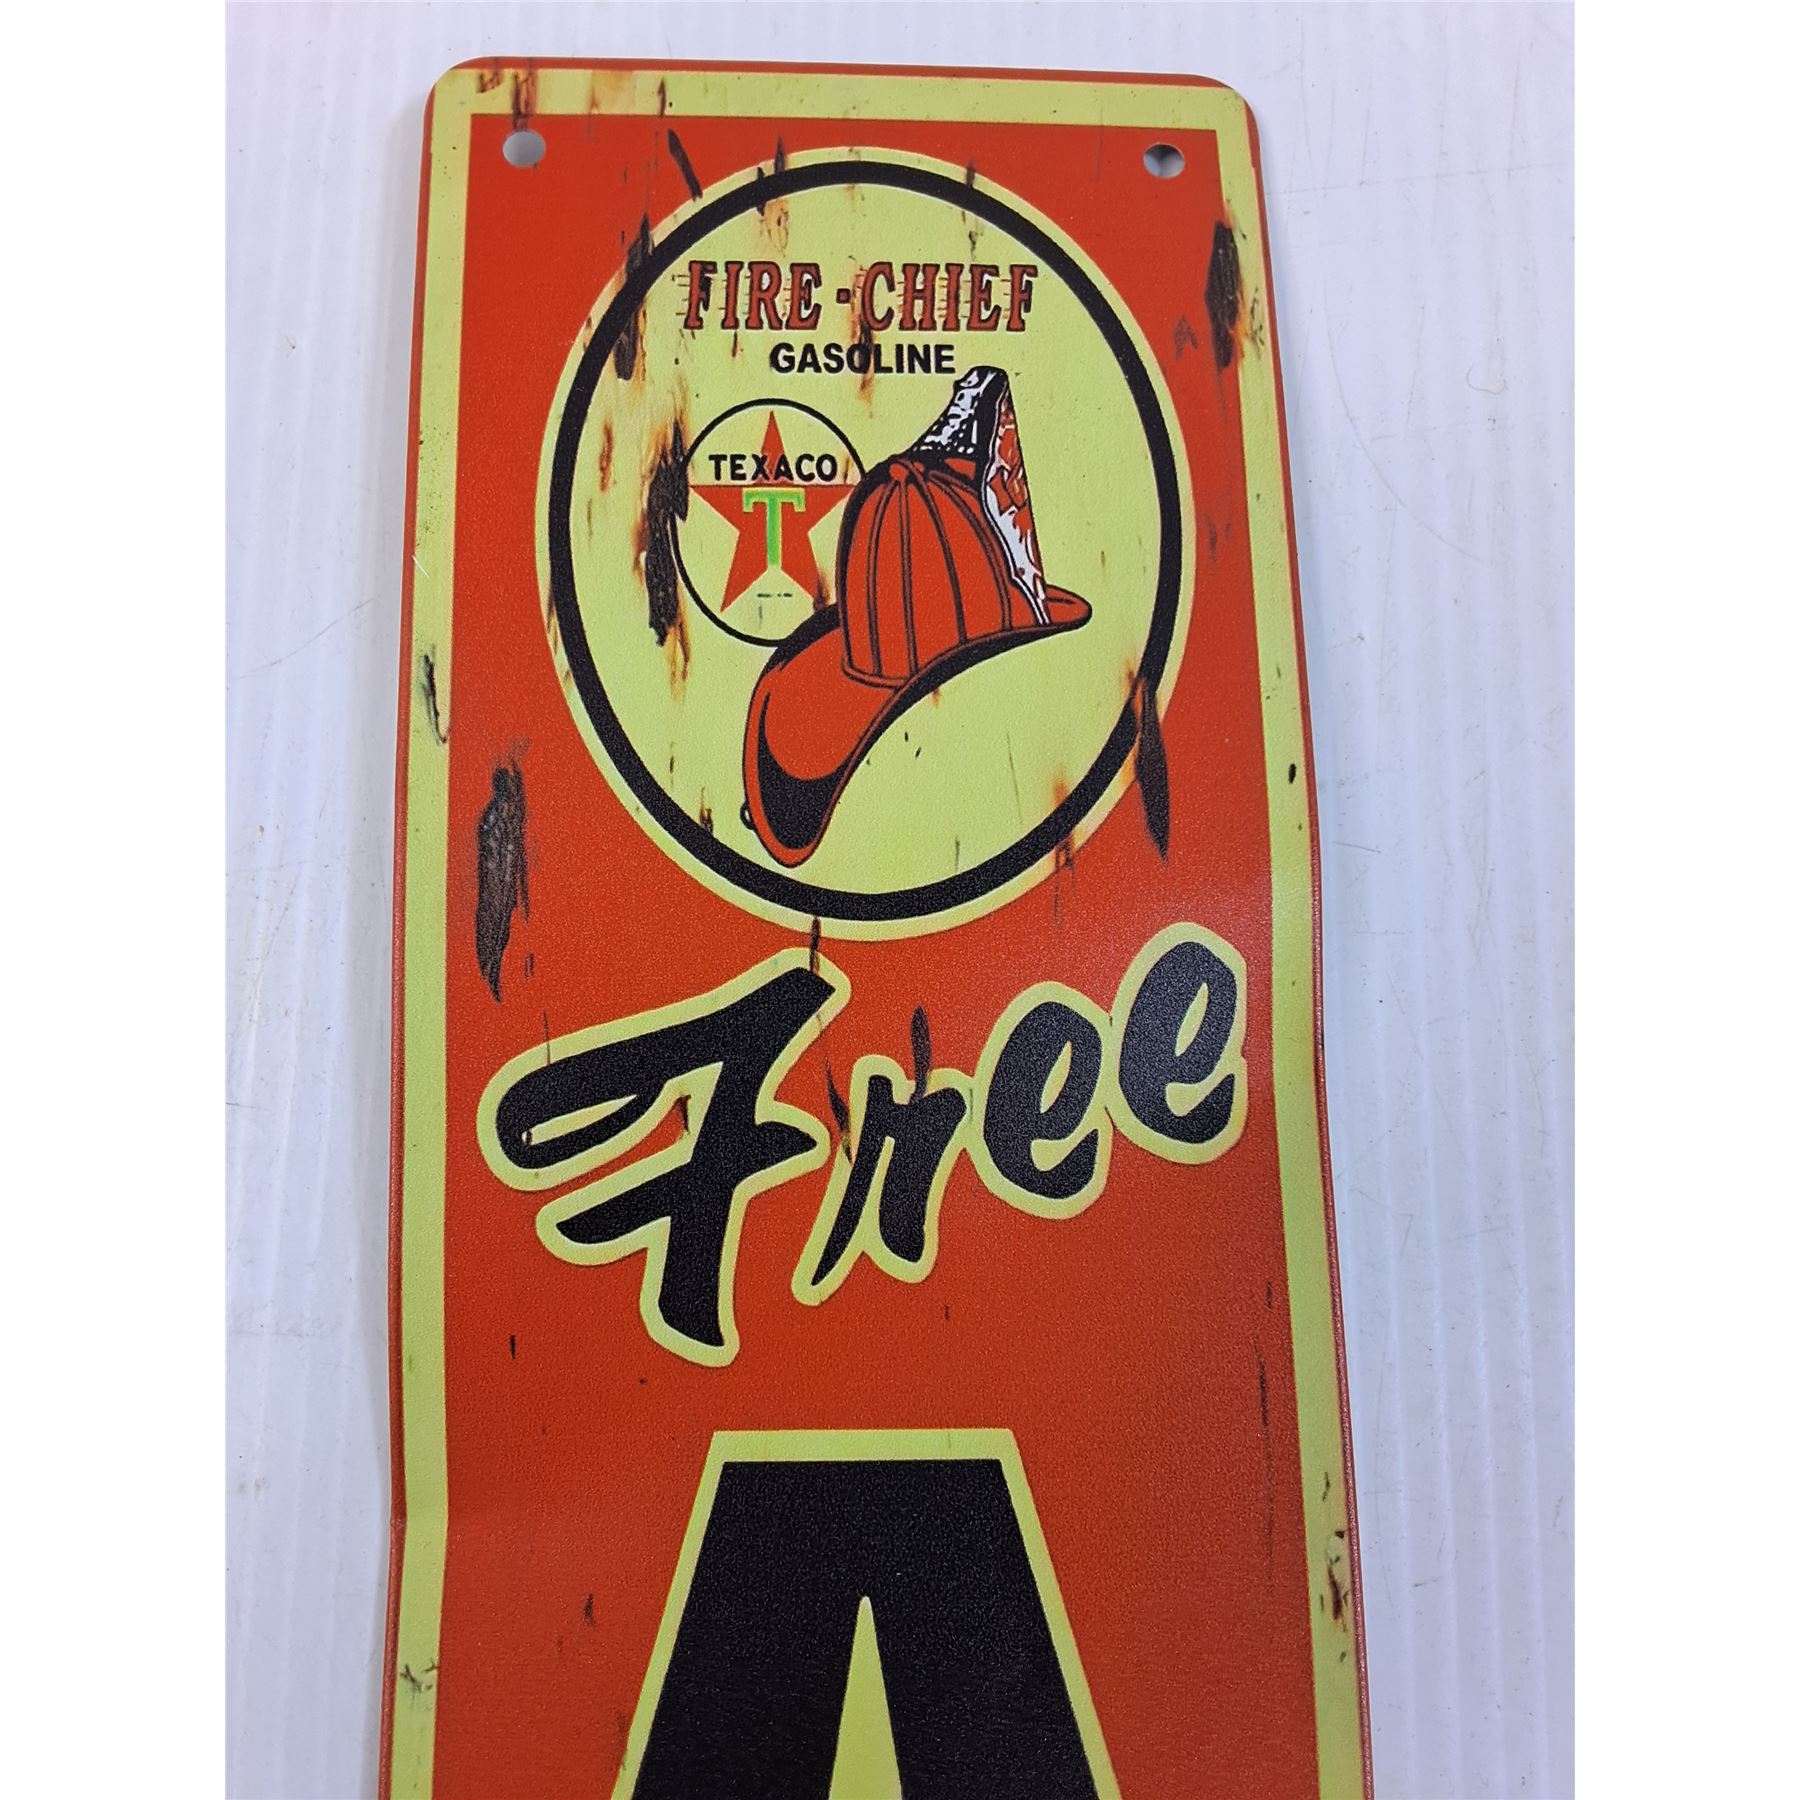 FIRE-CHIEF
GASOLINE
TEXACO
T
Free
A